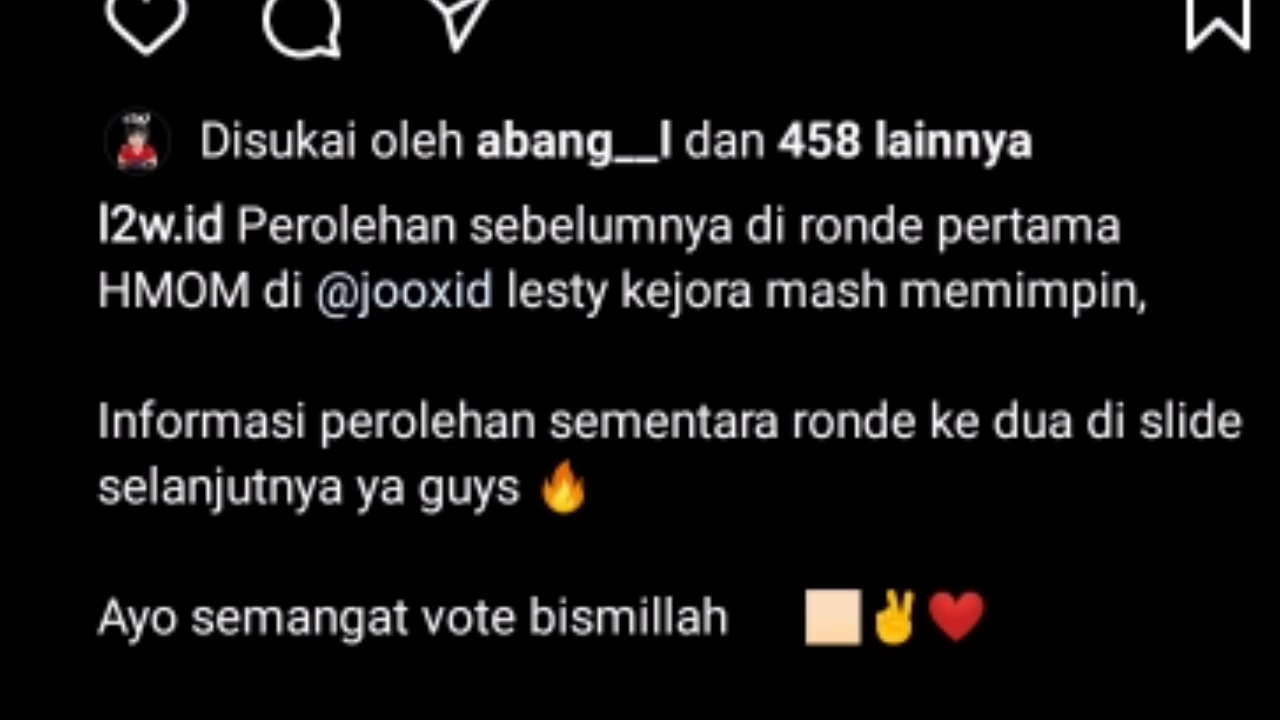 Disukai oleh abang__l dan 458 lainnya
l2w.id Perolehan sebelumnya di ronde pertama
HMOM di @jooxid lesty kejora mash memimpin,
Informasi perolehan sementara ronde ke dua di slide
selanjutnya ya guys 🔥
Ayo semangat vote bismillah 🏻✌❤